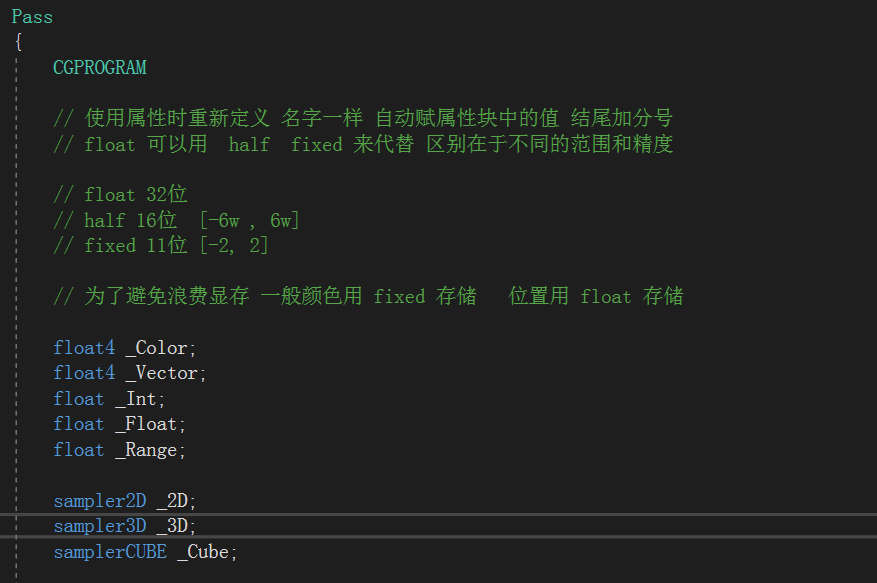 Pass
{
CGPROGRAM
// 使用属性时重新定义 名字一样 自动赋属性块中的值 结尾加分号
// float 可以用  half  fixed 来代替 区别在于不同的范围和精度
// float 32位
// half 16位  [-6w , 6w]
// fixed 11位 [-2, 2]
// 为了避免浪费显存 一般颜色用 fixed 存储   位置用 float 存储
float4 _Color;
float4 _Vector;
float _Int;
float _Float;
float _Range;
sampler2D _2D;
sampler3D _3D;
samplerCUBE _Cube;